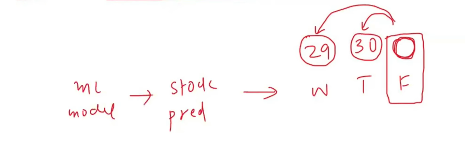 29 30
ml model → stock pred → W T F